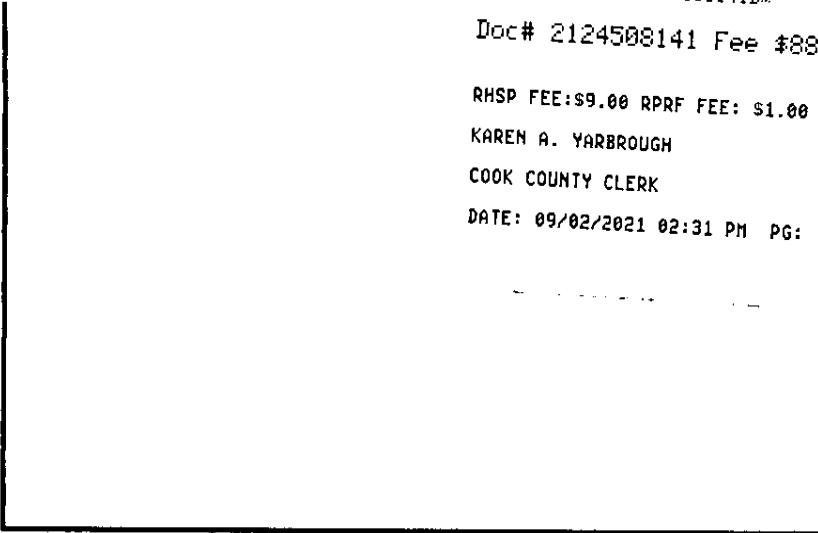 Doc# 2124508141 Fee $88
RHSP FEE:$9.00 RPRF FEE: $1.00
KAREN A. YARBROUGH
COOK COUNTY CLERK
DATE: 09/02/2021 02:31 PM PG: